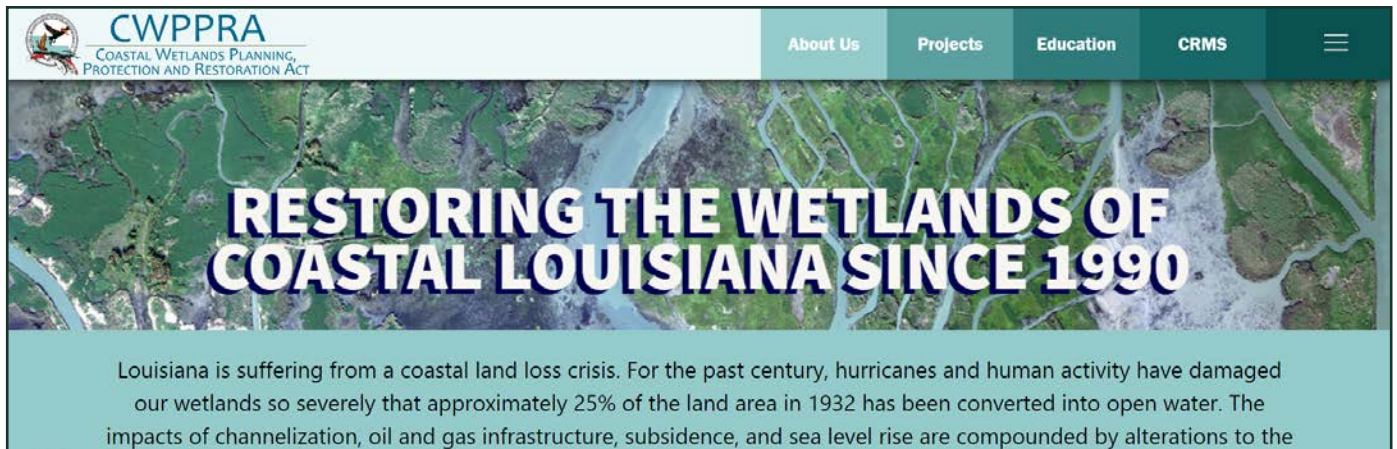 CWPPRA
COASTAL WETLANDS PLANNING,
PROTECTION AND RESTORATION ACT
About Us
Projects
Education
CRMS
RESTORING THE WETLANDS OF
COASTAL LOUISIANA SINCE 1990
Louisiana is suffering from a coastal land loss crisis. For the past century, hurricanes and human activity have damaged
our wetlands so severely that approximately 25% of the land area in 1932 has been converted into open water. The
impacts of channelization, oil and gas infrastructure, subsidence, and sea level rise are compounded by alterations to the